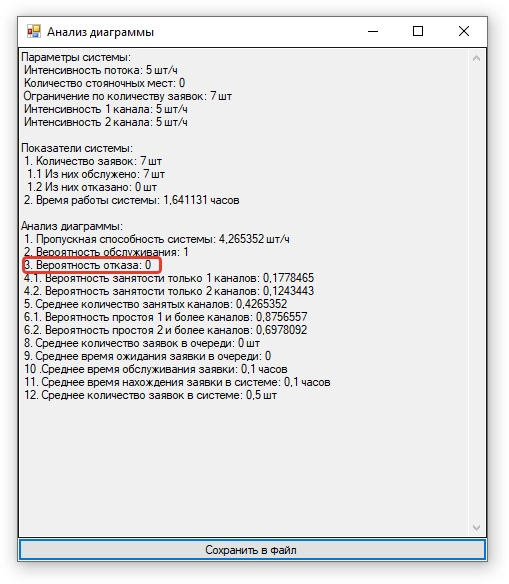 Анализ диаграммы
Параметры системы:
Интенсивность потока: 5 шт/ч
Количество стояночных мест: 0
Ограничение по количеству заявок: 7 шт
Интенсивность 1 канала: 5 шт/ч
Интенсивность 2 канала: 5 шт/ч
Показатели системы:
1. Количество заявок: 7 шт
1.1 Из них обслужено: 7 шт
1.2 Из них отказано: 0 шт
2. Время работы системы: 1,641131 часов
Анализ диаграммы:
1. Пропускная способность системы: 4,265352 шт/ч
2. Вероятность обслуживания: 1
3. Вероятность отказа: 0
4.1. Вероятность занятости только 1 каналов: 0,1778465
4.2. Вероятность занятости только 2 каналов: 0,1243443
5. Среднее количество занятых каналов: 0,4265352
6.1. Вероятность простоя 1 и более каналов: 0,8756557
6.2. Вероятность простоя 2 и более каналов: 0,6978092
8. Среднее количество заявок в очереди: 0 шт
9. Среднее время ожидания заявки в очереди: 0
10 .Среднее время обслуживания заявки: 0,1 часов
11. Среднее время нахождения заявки в системе: 0,1 часов
12. Среднее количество заявок в системе: 0,5 шт
Сохранить в файл